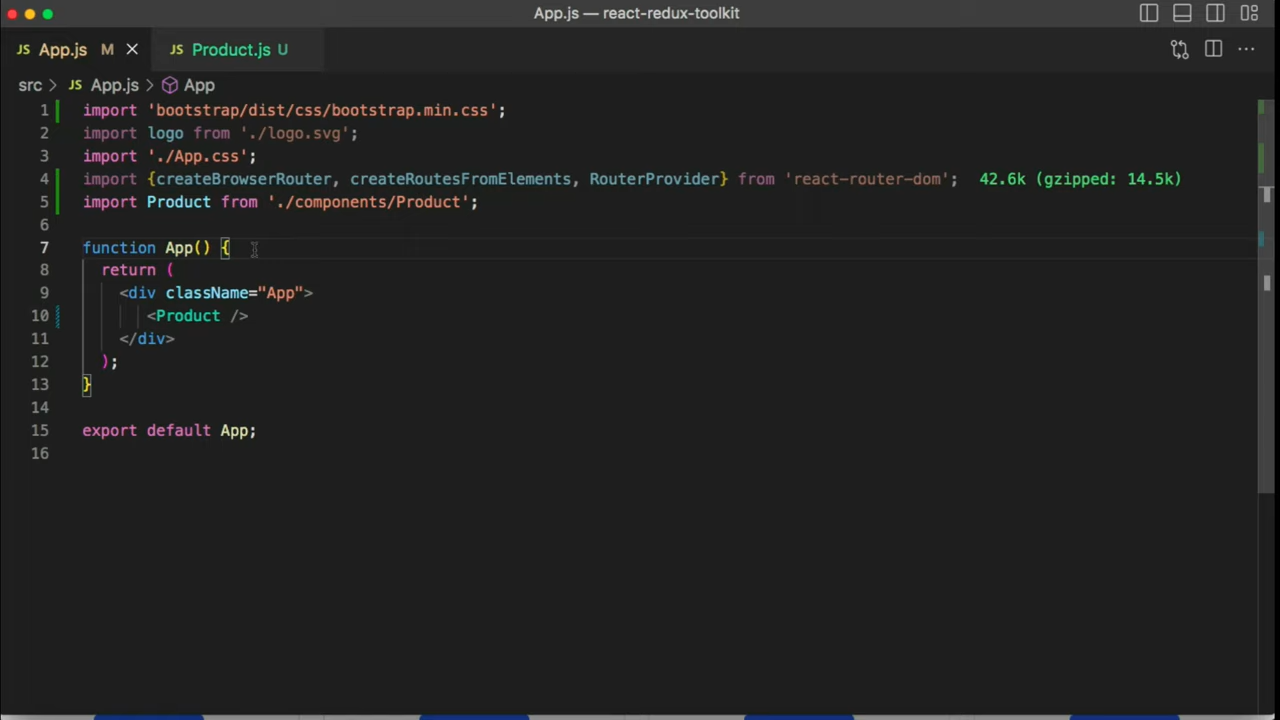 App.js — react-redux-toolkit
JS App.js M × JS Product.js U
src > JS App.js > App
1 import 'bootstrap/dist/css/bootstrap.min.css';
2 import logo from './logo.svg';
3 import './App.css';
4 import {createBrowserRouter, createRoutesFromElements, RouterProvider} from 'react-router-dom'; 42.6k (gzipped: 14.5k)
5 import Product from './components/Product';
6
7 function App() {
8 return (
9 <div className="App">
10 <Product />
11 </div>
12 );
13 }
14
15 export default App;
16